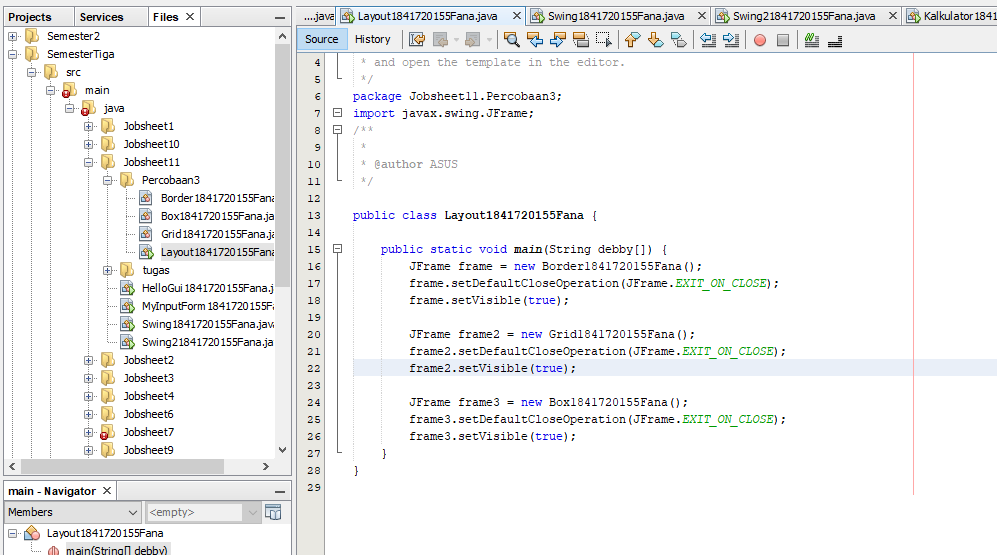 Projects
Services
Files
SemesterTiga
Semester2
src
main
java
Jobsheet1
Jobsheet10
Jobsheet11
Percobaan3
Border1841720155Fana
Box1841720155Fana.ja
Grid1841720155Fana.ja
Layout1841720155Fana
tugas
HelloGui1841720155Fana.j
MyInputForm1841720155F
Swing1841720155Fana.java
Swing21841720155Fana.ja
Jobsheet2
Jobsheet3
Jobsheet4
Jobsheet6
Jobsheet7
Jobsheet9
main - Navigator
Members
<empty>
Layout1841720155Fana
main(String[] debby)
....java
Layout1841720155Fana.java
Swing1841720155Fana.java
Swing21841720155Fana.java
Kalkulator1841
Source
History
4 * and open the template in the editor.
5 */
6 package Jobsheet11.Percobaan3;
7 import javax.swing.JFrame;
8 /**
9 *
10 * @author ASUS
11 */
12
13 public class Layout1841720155Fana {
14
15 public static void main(String debby[]) {
16 JFrame frame = new Border1841720155Fana();
17 frame.setDefaultCloseOperation(JFrame.EXIT_ON_CLOSE);
18 frame.setVisible(true);
19
20 JFrame frame2 = new Grid1841720155Fana();
21 frame2.setDefaultCloseOperation(JFrame.EXIT_ON_CLOSE);
22 frame2.setVisible(true);
23
24 JFrame frame3 = new Box1841720155Fana();
25 frame3.setDefaultCloseOperation(JFrame.EXIT_ON_CLOSE);
26 frame3.setVisible(true);
27 }
28 }
29